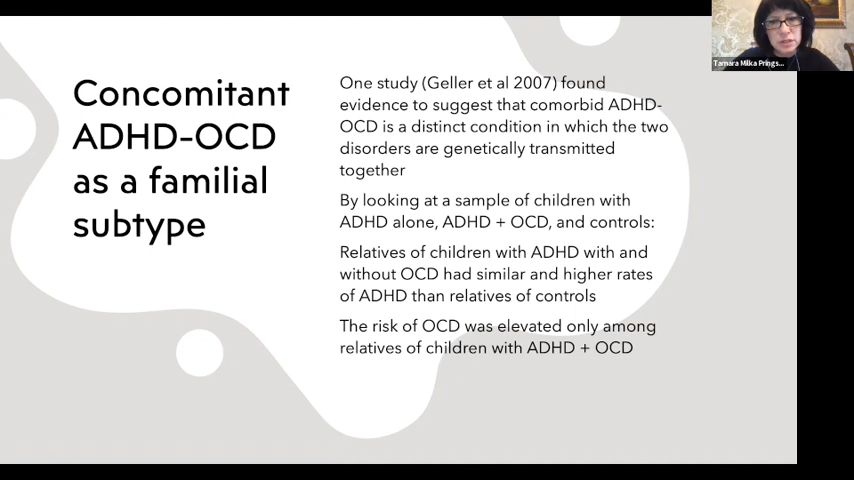 Tamara Milka Prings...
Concomitant
ADHD-OCD
as a familial
subtype
One study (Geller et al 2007) found
evidence to suggest that comorbid ADHD-
OCD is a distinct condition in which the two
disorders are genetically transmitted
together
By looking at a sample of children with
ADHD alone, ADHD + OCD, and controls:
Relatives of children with ADHD with and
without OCD had similar and higher rates
of ADHD than relatives of controls
The risk of OCD was elevated only among
relatives of children with ADHD + OCD